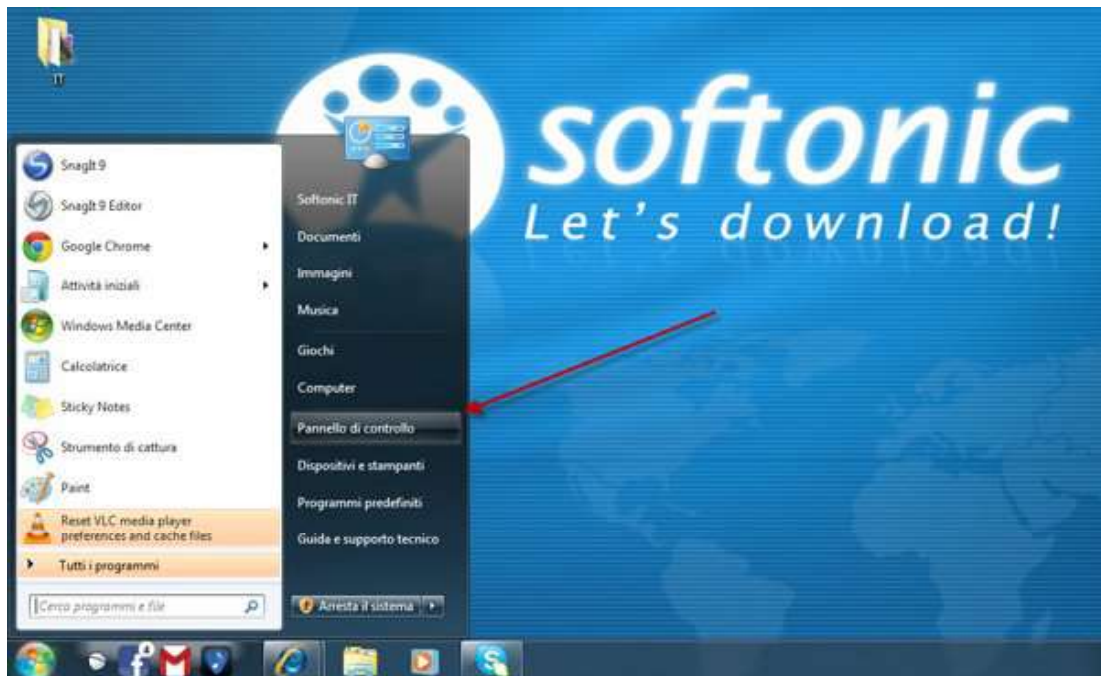 IT
softonic
Let's download!
SnagIt 9
SnagIt 9 Editor
Google Chrome
Attività iniziali
Windows Media Center
Calcolatrice
Sticky Notes
Strumento di cattura
Paint
Reset VLC media player
preferences and cache files
Tutti i programmi
Cerca programmi e file
Softonic IT
Documenti
Immagini
Musica
Giochi
Computer
Pannello di controllo
Dispositivi e stampanti
Programmi predefiniti
Guida e supporto tecnico
Arresta il sistema